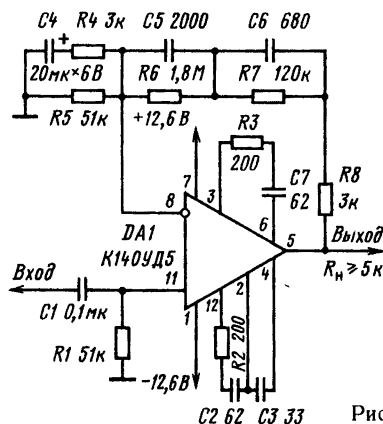 C4 + R4 3к C5 2000 C6 680
20мк×6В R6 1,8М R7 120к
R5 51к +12,6В R3
200
C7
62
R8
3к
7
3
8
6
DA1
К140УД5
5
Выход
Rн ≥ 5к
Вход
11
4
2
C1 0,1мк
1
12
R1 51к
R2 200
-12,6В
C2 62 C3 33
Рис